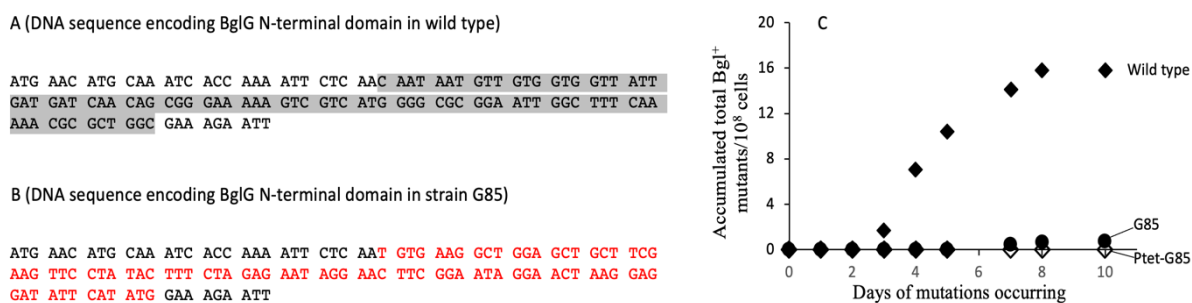 A (DNA sequence encoding BglG N-terminal domain in wild type)
ATG AAC ATG CAA ATC ACC AAA ATT CTC AAC AAT AAT GTT GTG GTG GTT ATT
GAT GAT CAA CAG CGG GAA AAA GTC GTC ATG GGG CGC GGA ATT GGC TTT CAA
AAA CGC GCT GGC GAA AGA ATT
B (DNA sequence encoding BglG N-terminal domain in strain G85)
ATG AAC ATG CAA ATC ACC AAA ATT CTC AAT GTG AAG GCT GGA GCT GCT TCG
AAG TTC CTA TAC TTT CTA GAG AAT AGG AAC TTC GGA ATA GGA ACT AAG GAG
GAT ATT CAT ATG GAA AGA ATT
C
Accumulated total Bgl⁺
mutants/10⁸ cells
20
16
12
8
4
0
Wild type
G85
Ptet-G85
0 2 4 6 8 10
Days of mutations occurring